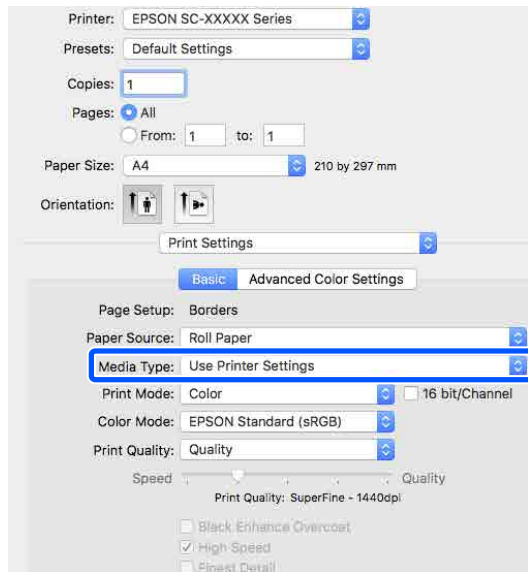 Printer: EPSON SC-XXXXX Series
Presets: Default Settings
Copies: 1
Pages: All
From: 1 to: 1
Paper Size: A4 210 by 297 mm
Orientation:
Print Settings
Basic Advanced Color Settings
Page Setup: Borders
Paper Source: Roll Paper
Media Type: Use Printer Settings
Print Mode: Color 16 bit/Channel
Color Mode: EPSON Standard (sRGB)
Print Quality: Quality
Speed Quality
Print Quality: SuperFine - 1440dpi
Black Enhance Overcoat
High Speed
Finest Detail